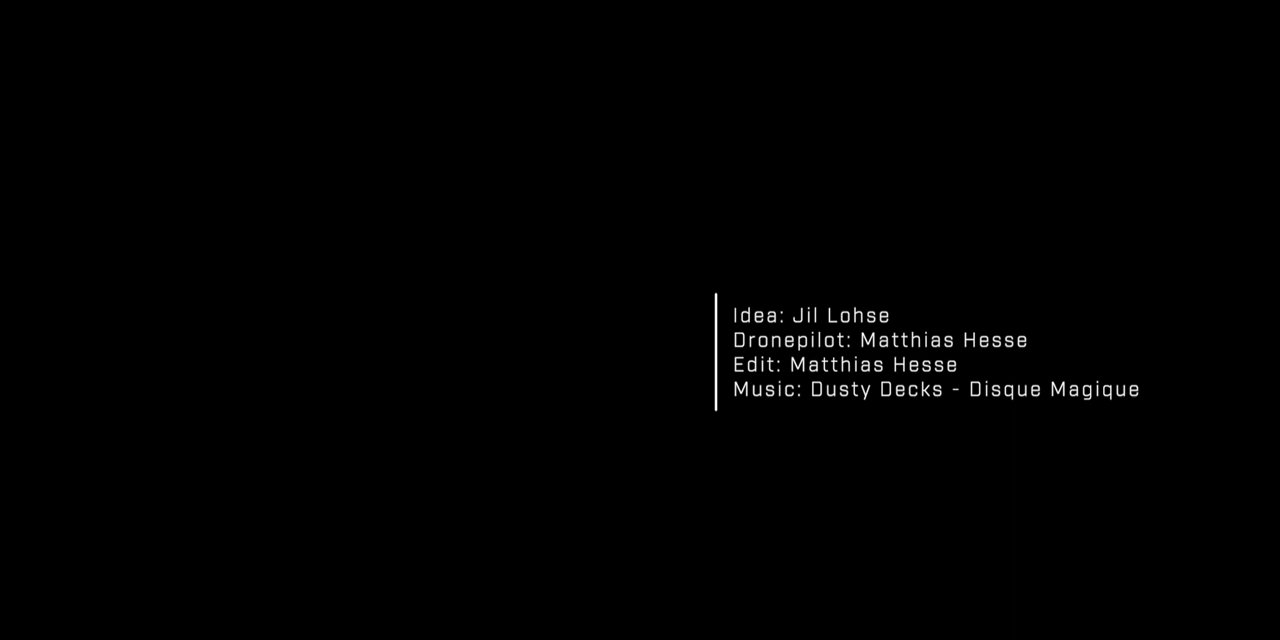 Idea: Jil Lohse
Dronepilot: Matthias Hesse
Edit: Matthias Hesse
Music: Dusty Decks - Disque Magique